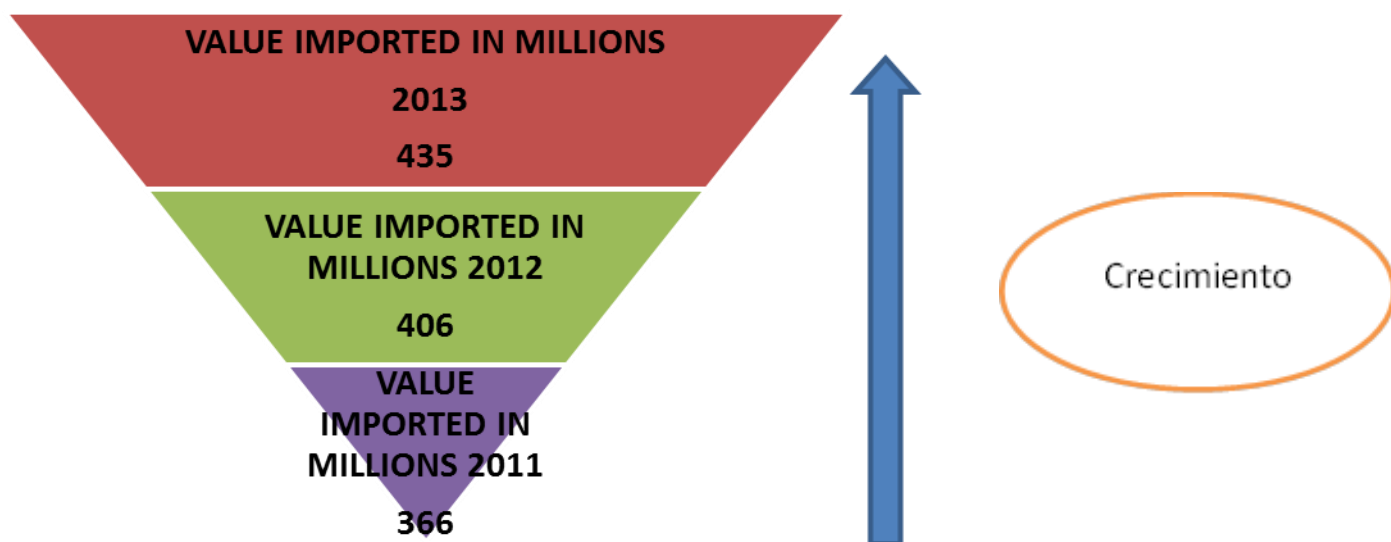 VALUE IMPORTED IN MILLIONS
2013
435
VALUE IMPORTED IN
MILLIONS 2012
406
VALUE
IMPORTED IN
MILLIONS 2011
366
Crecimiento